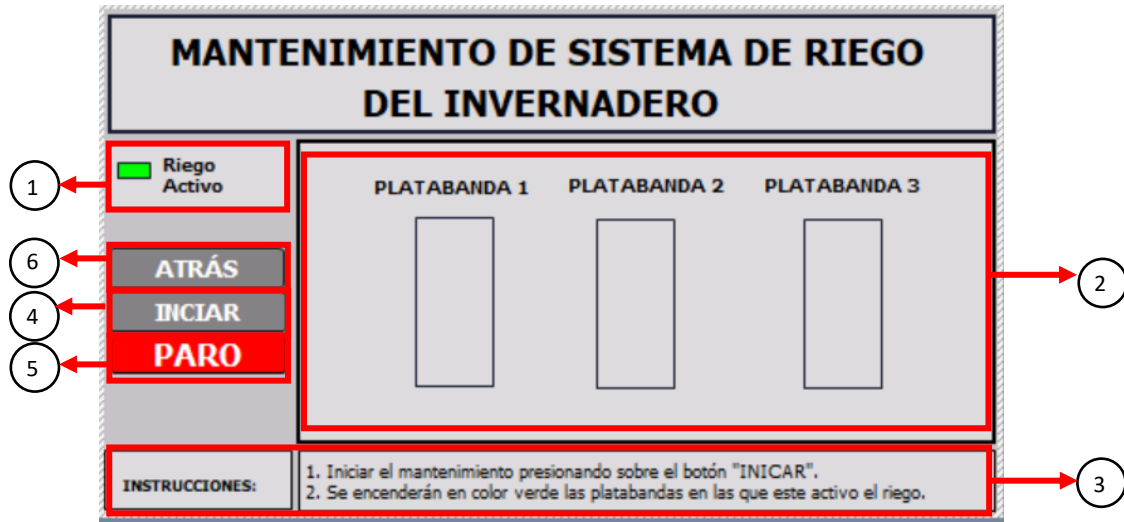 MANTENIMIENTO DE SISTEMA DE RIEGO
DEL INVERNADERO
1
Riego
Activo
PLATABANDA 1
PLATABANDA 2
PLATABANDA 3
2
6
ATRÁS
4
INCIAR
5
PARO
INSTRUCCIONES:
1. Iniciar el mantenimiento presionando sobre el botón "INICAR".
2. Se encenderán en color verde las platabandas en las que este activo el riego.
3